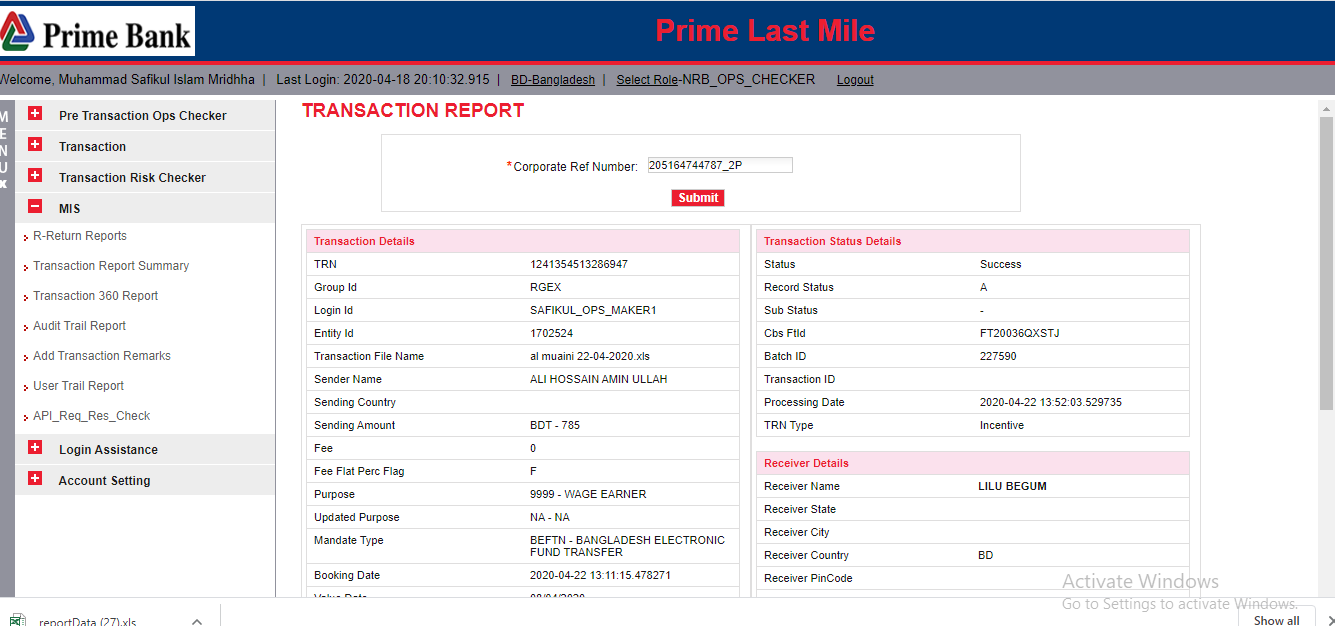 Prime Bank
Prime Last Mile
Welcome, Muhammad Safikul Islam Mridhha | Last Login: 2020-04-18 20:10:32.915 | BD-Bangladesh | Select Role-NRB_OPS_CHECKER Logout
M
E
N
U
x
Pre Transaction Ops Checker
Transaction
Transaction Risk Checker
MIS
R-Return Reports
Transaction Report Summary
Transaction 360 Report
Audit Trail Report
Add Transaction Remarks
User Trail Report
API_Req_Res_Check
Login Assistance
Account Setting
TRANSACTION REPORT
*Corporate Ref Number: 205164744787_2P
Submit
Transaction Details
TRN 1241354513286947
Group Id RGEX
Login Id SAFIKUL_OPS_MAKER1
Entity Id 1702524
Transaction File Name al muaini 22-04-2020.xls
Sender Name ALI HOSSAIN AMIN ULLAH
Sending Country
Sending Amount BDT - 785
Fee 0
Fee Flat Perc Flag F
Purpose 9999 - WAGE EARNER
Updated Purpose NA - NA
Mandate Type BEFTN - BANGLADESH ELECTRONIC
FUND TRANSFER
Booking Date 2020-04-22 13:11:15.478271
Value Date 08/04/2020
Transaction Status Details
Status Success
Record Status A
Sub Status -
Cbs FtId FT20036QXSTJ
Batch ID 227590
Transaction ID
Processing Date 2020-04-22 13:52:03.529735
TRN Type Incentive
Receiver Details
Receiver Name LILU BEGUM
Receiver State
Receiver City
Receiver Country BD
Receiver PinCode
Activate Windows
Go to Settings to activate Windows.
reportData (27).xls
Show all